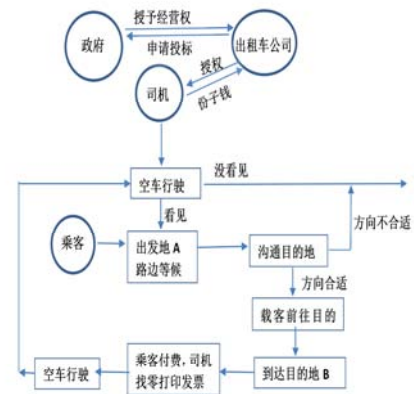 授予经营权
政府
出租车公司
申请投标
授权
司机
份子钱
没看见
空车行驶
看见
方向不合适
乘客
出发地 A
路边等候
沟通目的地
方向合适
载客前往目的
乘客付费,司机
找零打印发票
空车行驶
到达目的地 B